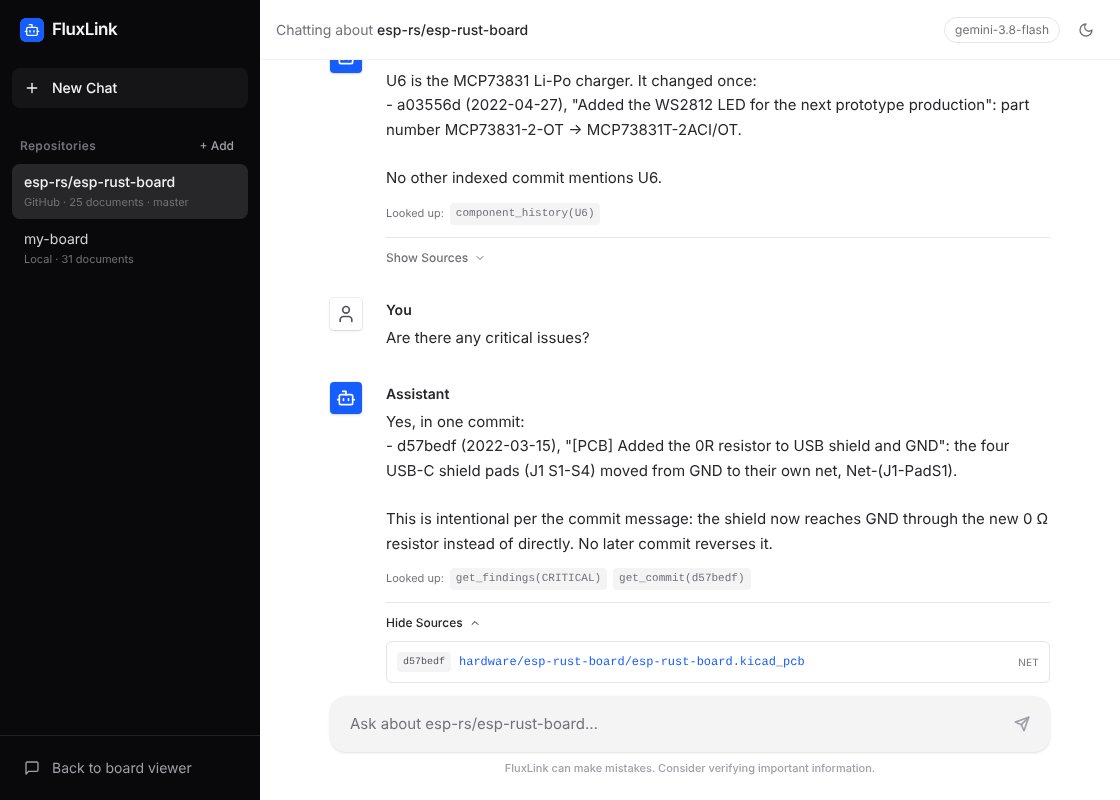 FluxLink
New Chat
Repositories
+ Add
esp-rs/esp-rust-board
GitHub · 25 documents · master
my-board
Local · 31 documents
Back to board viewer
Chatting about esp-rs/esp-rust-board
gemini-3.8-flash
U6 is the MCP73831 Li-Po charger. It changed once:
- a03556d (2022-04-27), "Added the WS2812 LED for the next prototype production": part
number MCP73831-2-OT → MCP73831T-2ACI/OT.
No other indexed commit mentions U6.
Looked up: component_history(U6)
Show Sources
You
Are there any critical issues?
Assistant
Yes, in one commit:
- d57bedf (2022-03-15), "[PCB] Added the 0R resistor to USB shield and GND": the four
USB-C shield pads (J1 S1-S4) moved from GND to their own net, Net-(J1-PadS1).
This is intentional per the commit message: the shield now reaches GND through the new 0 Ω
resistor instead of directly. No later commit reverses it.
Looked up: get_findings(CRITICAL) get_commit(d57bedf)
Hide Sources
d57bedf hardware/esp-rust-board/esp-rust-board.kicad_pcb NET
Ask about esp-rs/esp-rust-board...
FluxLink can make mistakes. Consider verifying important information.